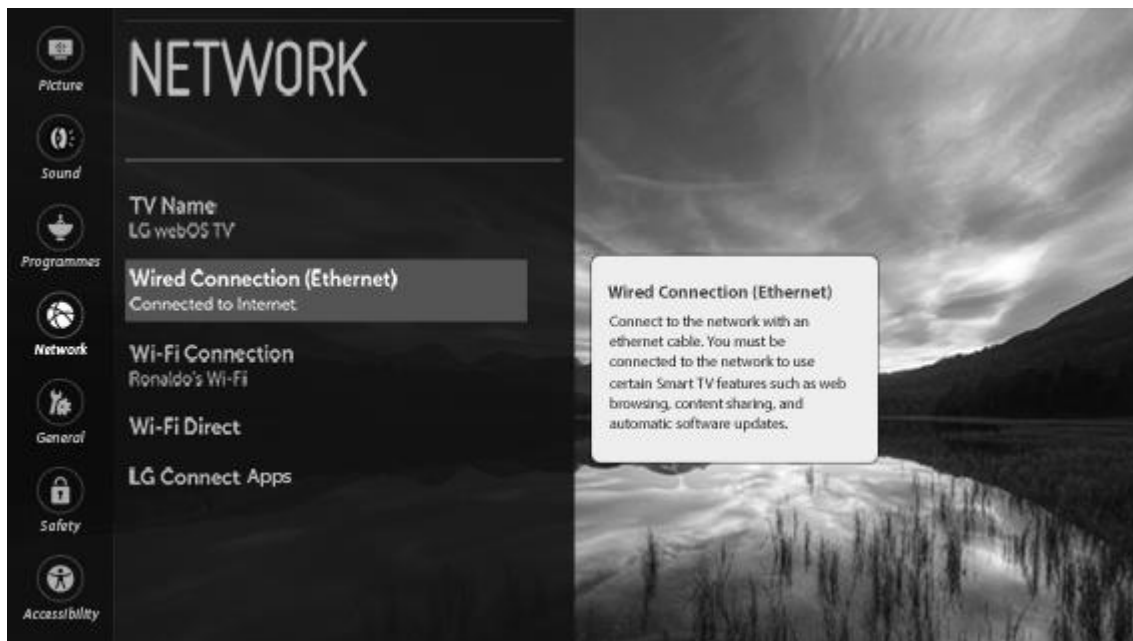 Picture
Sound
Programmes
Network
General
Safety
Accessibility
NETWORK
TV Name
LG webOS TV
Wired Connection (Ethernet)
Connected to Internet
Wi-Fi Connection
Ronaldo's Wi-Fi
Wi-Fi Direct
LG Connect Apps
Wired Connection (Ethernet)
Connect to the network with an
ethernet cable. You must be
connected to the network to use
certain Smart TV features such as web
browsing, content sharing, and
automatic software updates.